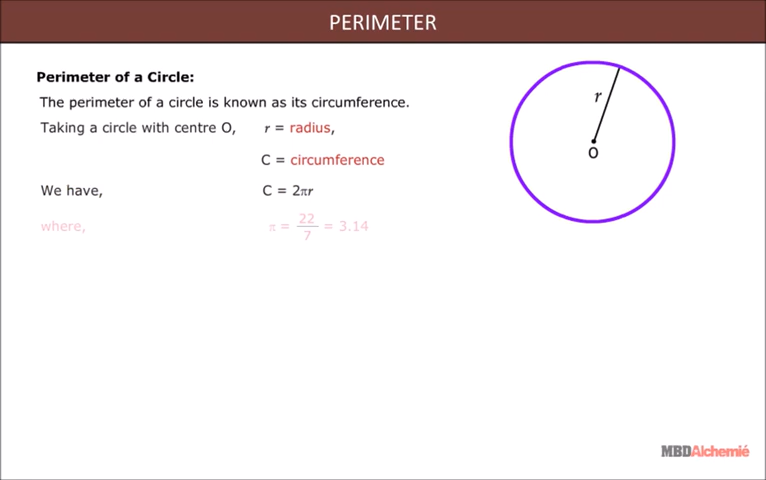 PERIMETER
Perimeter of a Circle:
The perimeter of a circle is known as its circumference.
Taking a circle with centre O, r = radius,
C = circumference
We have, C = 2πr
where, π = 22/7 = 3.14
r
O
MBDAlchemié